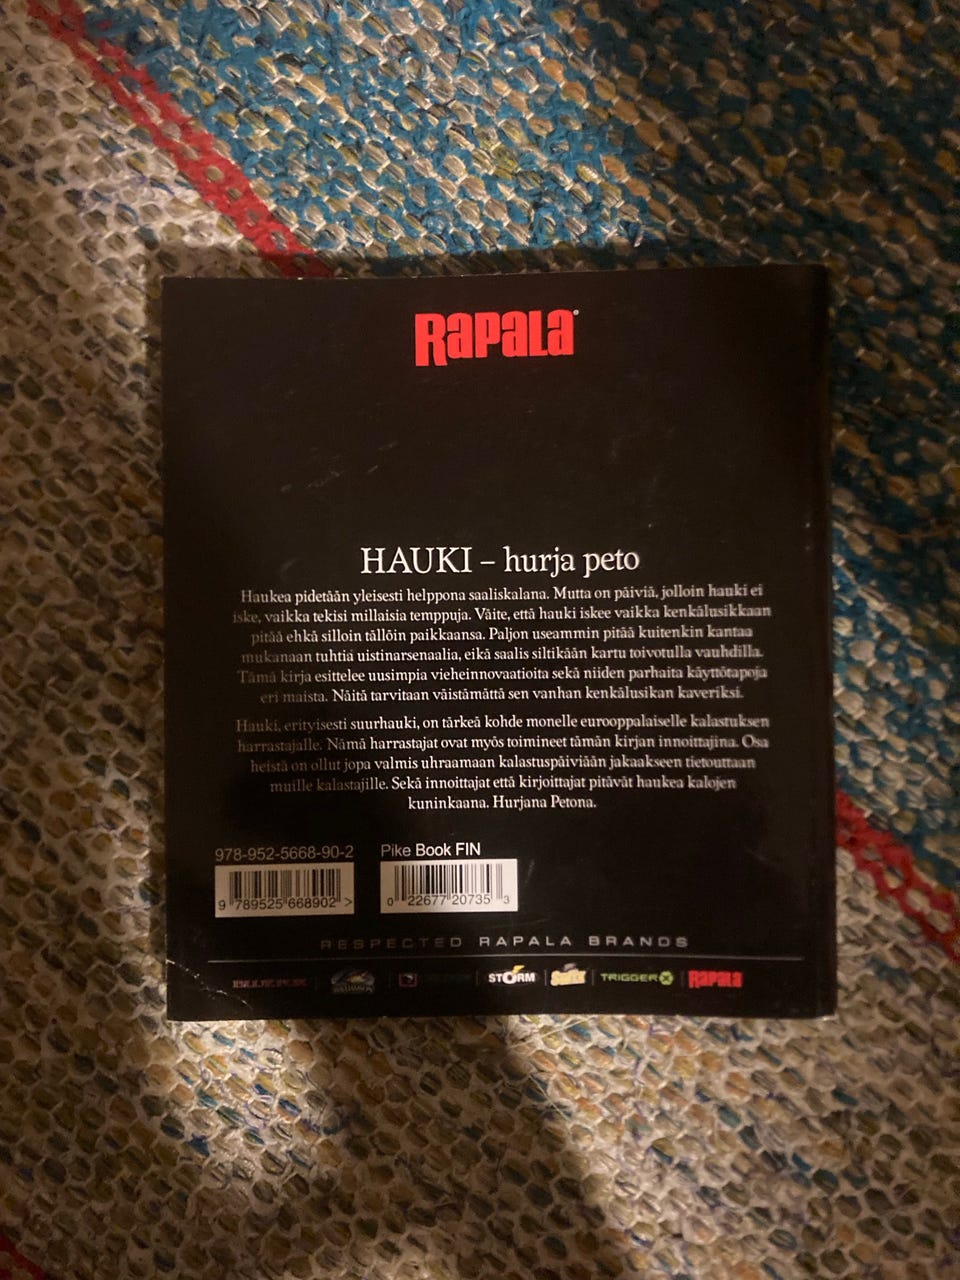 Rapala®
HAUKI – hurja peto
Haukea pidetään yleisesti helppona saaliskalana. Mutta on päiviä, jolloin hauki ei
iske, vaikka tekisi millaisia temppuja. Väite, että hauki iskee vaikka kenkälusikkaan
pitää ehkä silloin tällöin paikkaansa. Paljon useammin pitää kuitenkin kantaa
mukanaan tuhtia uistinarsenaalia, eikä saalis siltikään kartu toivotulla vauhdilla.
Tämä kirja esittelee uusimpia vieheinnovaatioita sekä niiden parhaita käyttötapoja
eri maista. Näitä tarvitaan väistämättä sen vanhan kenkälusikan kaveriksi.
Hauki, erityisesti suurhauki, on tärkeä kohde monelle eurooppalaiselle kalastuksen
harrastajalle. Nämä harrastajat ovat myös toimineet tämän kirjan innoittajina. Osa
heistä on ollut jopa valmis uhraamaan kalastuspäiviään jakaakseen tietouttaan
muille kalastajille. Sekä innoittajat että kirjoittajat pitävät haukea kalojen
kuninkaana. Hurjana Petona.
978-952-5668-90-2 Pike Book FIN
9 789525 668902 > 0 22677 20735 3
RESPECTED RAPALA BRANDS
STORM Sufix TRIGGER X Rapala